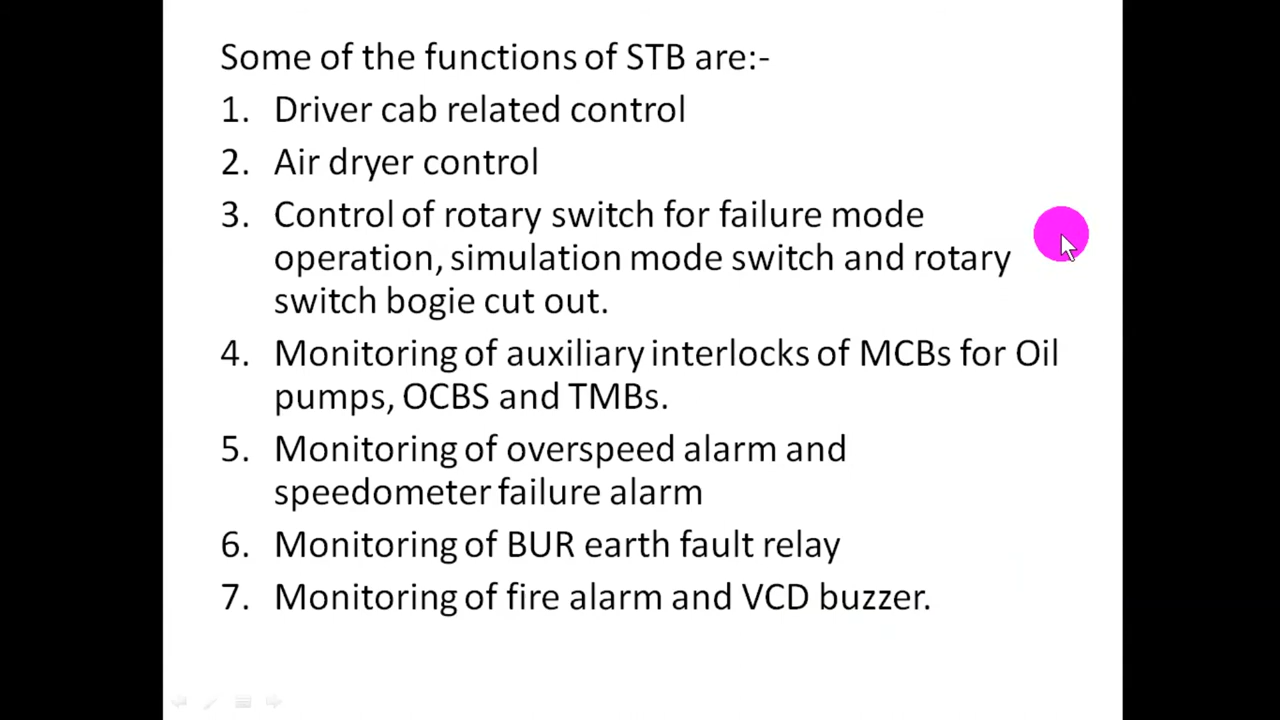 Some of the functions of STB are:-
1. Driver cab related control
2. Air dryer control
3. Control of rotary switch for failure mode
operation, simulation mode switch and rotary
switch bogie cut out.
4. Monitoring of auxiliary interlocks of MCBs for Oil
pumps, OCBS and TMBs.
5. Monitoring of overspeed alarm and
speedometer failure alarm
6. Monitoring of BUR earth fault relay
7. Monitoring of fire alarm and VCD buzzer.